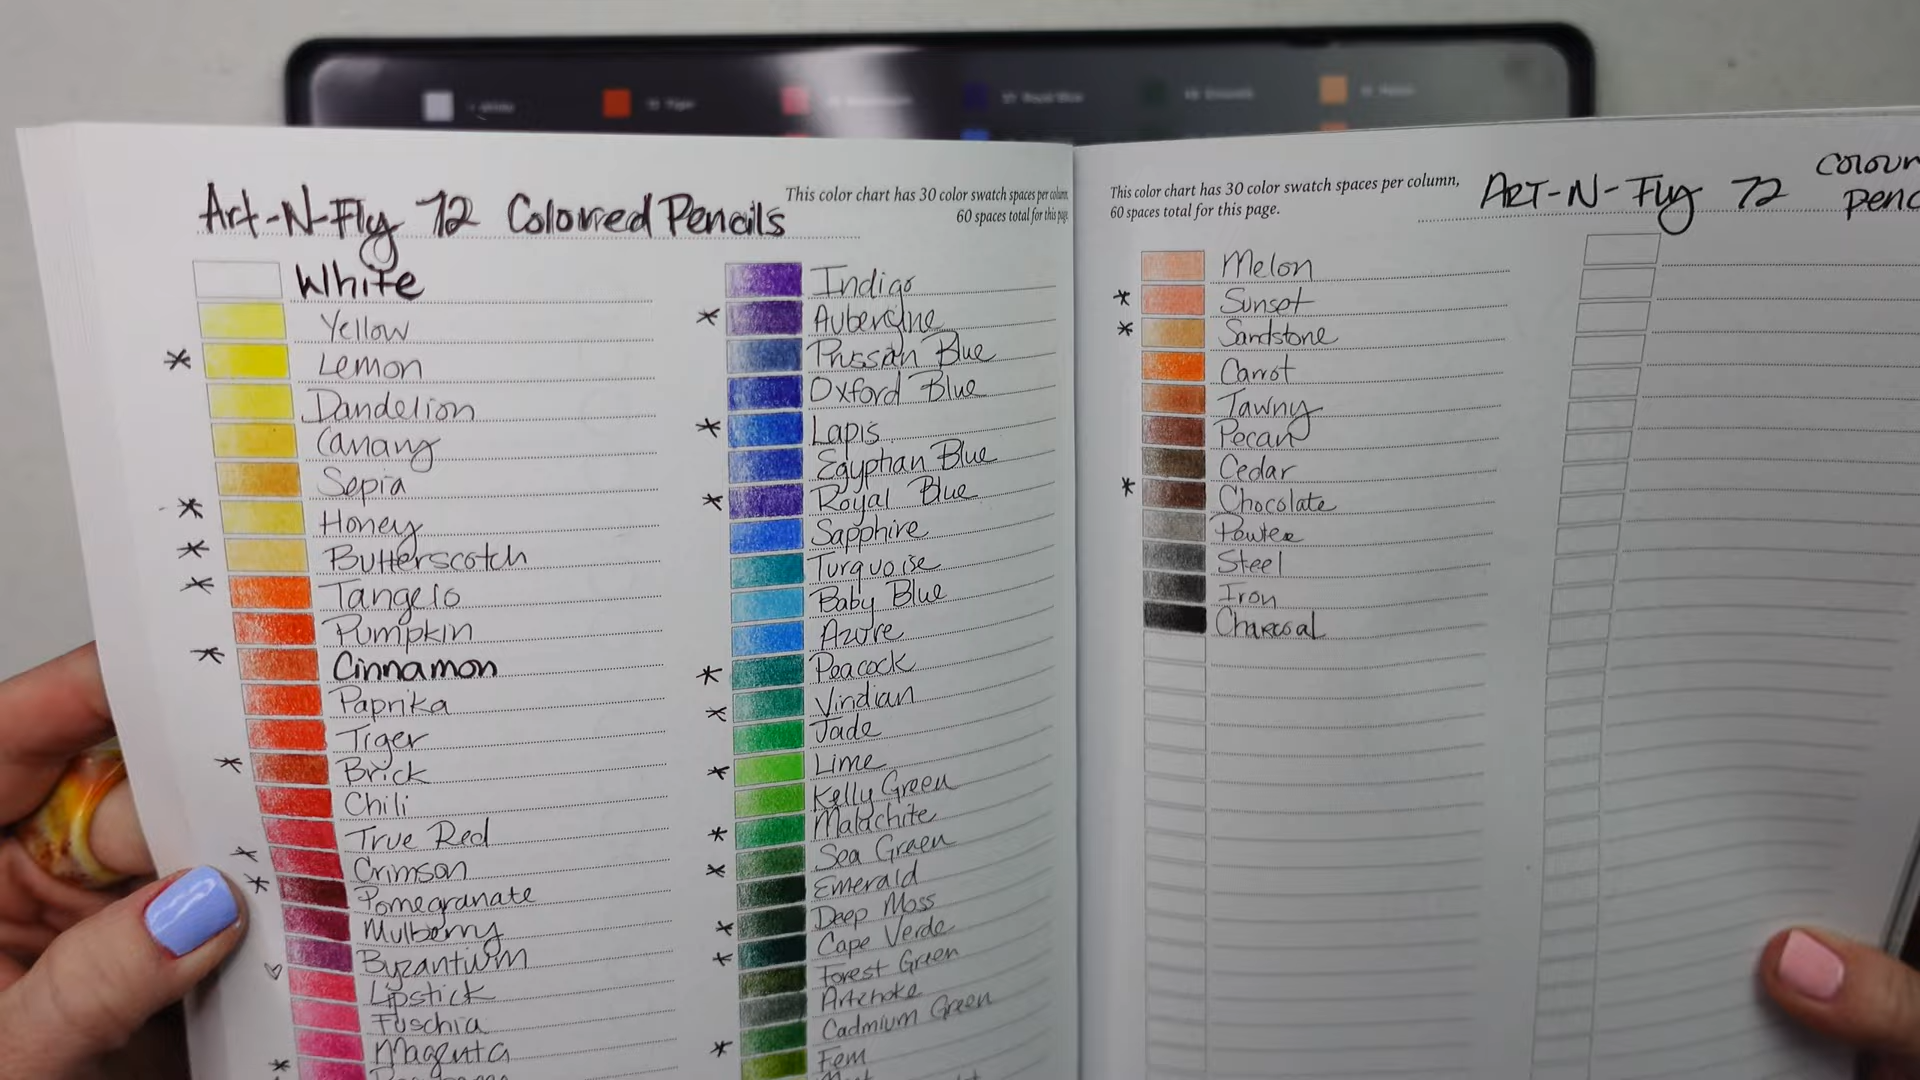 Art-N-Fly 72 Colored Pencils
This color chart has 30 color swatch spaces per column,
60 spaces total for this page.
White
Yellow
Lemon
Dandelion
Canary
Sepia
Honey
Butterscotch
Tangelo
Pumpkin
Cinnamon
Paprika
Tiger
Brick
Chili
True Red
Crimson
Pomegranate
Mulberry
Byzantium
Lipstick
Fuschia
Magenta
Indigo
Aubergine
Prussian Blue
Oxford Blue
Lapis
Egyptian Blue
Royal Blue
Sapphire
Turquoise
Baby Blue
Azure
Peacock
Viridian
Jade
Lime
Kelly Green
Malachite
Sea Green
Emerald
Deep Moss
Cape Verde
Forest Green
Artichoke
Cadmium Green
Fern
This color chart has 30 color swatch spaces per column,
60 spaces total for this page.
ART-N-Fly 72
Melon
Sunset
Sandstone
Carrot
Tawny
Pecan
Cedar
Chocolate
Pewter
Steel
Iron
Charcoal